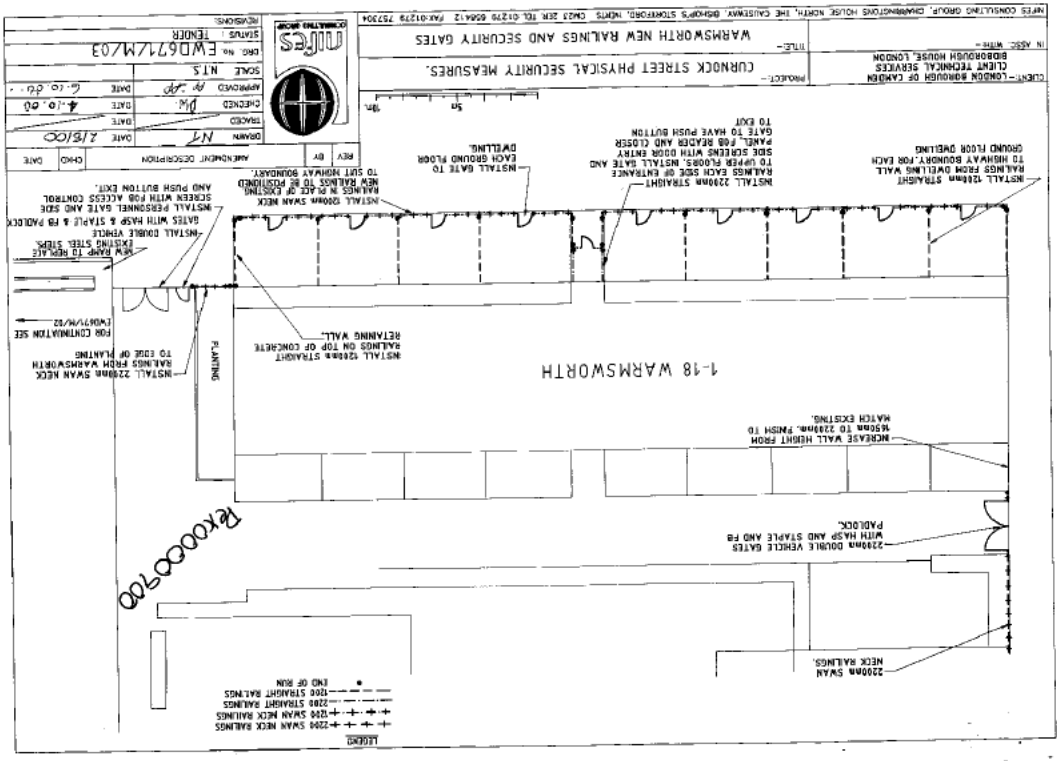 LEGEND
2200 SWAN NECK RAILINGS
1200 SWAN NECK RAILINGS
2200 STRAIGHT RAILINGS
1200 STRAIGHT RAILINGS
END OF RUN
2200mm SWAN
NECK RAILINGS.
2200mm DOUBLE VEHICLE GATES
WITH HASP AND STAPLE AND FB
PADLOCK.
INCREASE WALL HEIGHT FROM
1650mm TO 2200mm. FINISH TO
MATCH EXISTING.
PEX0000700
1-18 WARMSWORTH
PLANTING
INSTALL 1200mm STRAIGHT
RAILINGS ON TOP OF CONCRETE
RETAINING WALL.
INSTALL 2200mm SWAN NECK
RAILINGS FROM WARMSWORTH
TO EDGE OF PLANTING
FOR CONTINUATION SEE
EWD671/M/02
NEW RAMP TO REPLACE
EXISTING STEEL STEPS.
INSTALL DOUBLE VEHICLE
GATES WITH HASP & STAPLE & FB PADLOCK
INSTALL PERSONNEL GATE AND SIDE
SCREEN WITH FOB ACCESS CONTROL
AND PUSH BUTTON EXIT.
INSTALL 1200mm STRAIGHT
RAILINGS FROM DWELLING WALL
TO HIGHWAY BOUNDARY. FOR EACH
GROUND FLOOR DWELLING
INSTALL 2200mm STRAIGHT
RAILINGS EACH SIDE OF ENTRANCE
TO UPPER FLOORS. INSTALL GATE AND
SIDE SCREENS WITH DOOR ENTRY
PANEL, FOB READER AND CLOSER
GATE TO HAVE PUSH BUTTON
TO EXIT
INSTALL GATE TO
EACH GROUND FLOOR
DWELLING.
INSTALL 1200mm SWAN NECK
RAILINGS IN PLACE OF EXISTING
NEW RAILINGS TO BE POSITIONED
TO SUIT HIGHWAY BOUNDARY.
5m
10m
REV BY AMENDMENT DESCRIPTION CHKD DATE
DRAWN NT DATE 2/8/00
TRACED DATE
CHECKED DATE 4.10.00
APPROVED DATE
SCALE N.T.S
DRG. No. EWD671/M/03
STATUS : TENDER
REVISIONS:
nifes
CONSULTING GROUP
CLIENT:- LONDON BOROUGH OF CAMDEN
CLIENT TECHNICAL SERVICES
BIDBOROUGH HOUSE, LONDON
IN ASSC. WITH:-
PROJECT:- CURNOCK STREET PHYSICAL SECURITY MEASURES.
TITLE:- WARMSWORTH NEW RAILINGS AND SECURITY GATES
NIFES CONSULTING GROUP, CHARRINGTONS HOUSE NORTH, THE CAUSEWAY, BISHOP'S STORTFORD, HERTS CM23 2ER TEL 01279 658412 FAX:01279 757304